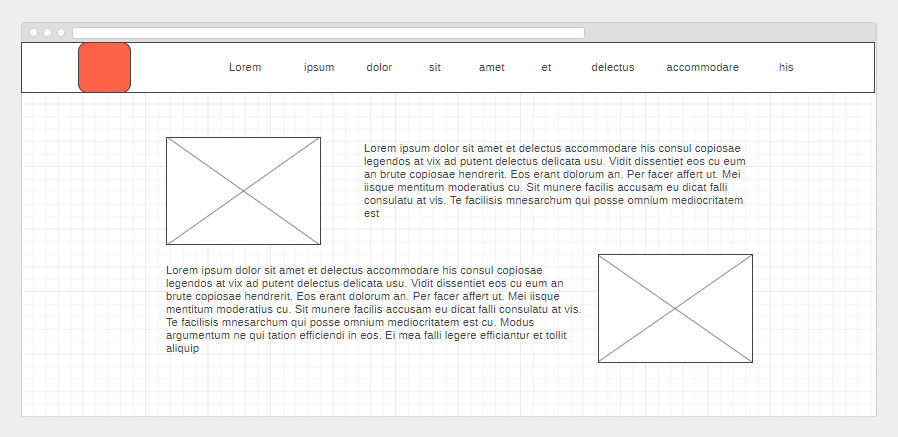 Lorem ipsum dolor sit amet et delectus accommodare his
Lorem ipsum dolor sit amet et delectus accommodare his consul copiosae
legendos at vix ad putent delectus delicata usu. Vidit dissentiet eos cu eum
an brute copiosae hendrerit. Eos erant dolorum an. Per facer affert ut. Mei
iisque mentitum moderatius cu. Sit munere facilis accusam eu dicat falli
consulatu at vis. Te facilisis mnesarchum qui posse omnium mediocritatem
est
Lorem ipsum dolor sit amet et delectus accommodare his consul copiosae
legendos at vix ad putent delectus delicata usu. Vidit dissentiet eos cu eum an
brute copiosae hendrerit. Eos erant dolorum an. Per facer affert ut. Mei iisque
mentitum moderatius cu. Sit munere facilis accusam eu dicat falli consulatu at vis.
Te facilisis mnesarchum qui posse omnium mediocritatem est cu. Modus
argumentum ne qui tation efficiendi in eos. Ei mea falli legere efficiantur et tollit
aliquip